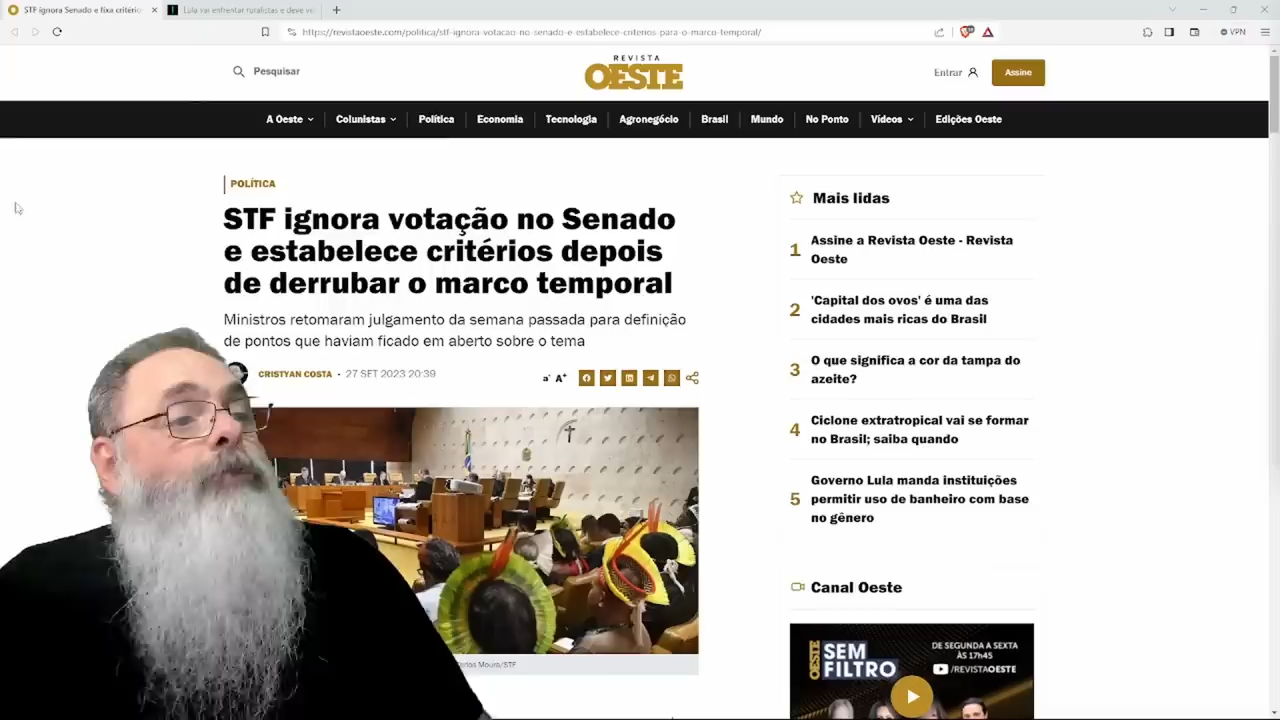 STF ignora Senado e fixa critério
Lula vai enfrentar ruralistas e deve ve
https://revistaoeste.com/politica/stf-ignora-votacao-no-senado-e-estabelece-criterios-para-o-marco-temporal/
VPN
Pesquisar
REVISTA
OESTE
Entrar
Assine
A Oeste
Colunistas
Política
Economia
Tecnologia
Agronegócio
Brasil
Mundo
No Ponto
Vídeos
Edições Oeste
POLÍTICA
STF ignora votação no Senado
e estabelece critérios depois
de derrubar o marco temporal
Ministros retomaram julgamento da semana passada para definição
de pontos que haviam ficado em aberto sobre o tema
CRISTYAN COSTA - 27 SET 2023 20:39
a- A+
Carlos Moura/STF
Mais lidas
1 Assine a Revista Oeste - Revista
Oeste
2 'Capital dos ovos' é uma das
cidades mais ricas do Brasil
3 O que significa a cor da tampa do
azeite?
4 Ciclone extratropical vai se formar
no Brasil; saiba quando
5 Governo Lula manda instituições
permitir uso de banheiro com base
no gênero
Canal Oeste
OESTE
SEM
FILTRO
DE SEGUNDA A SEXTA
ÀS 17h45
/REVISTAOESTE